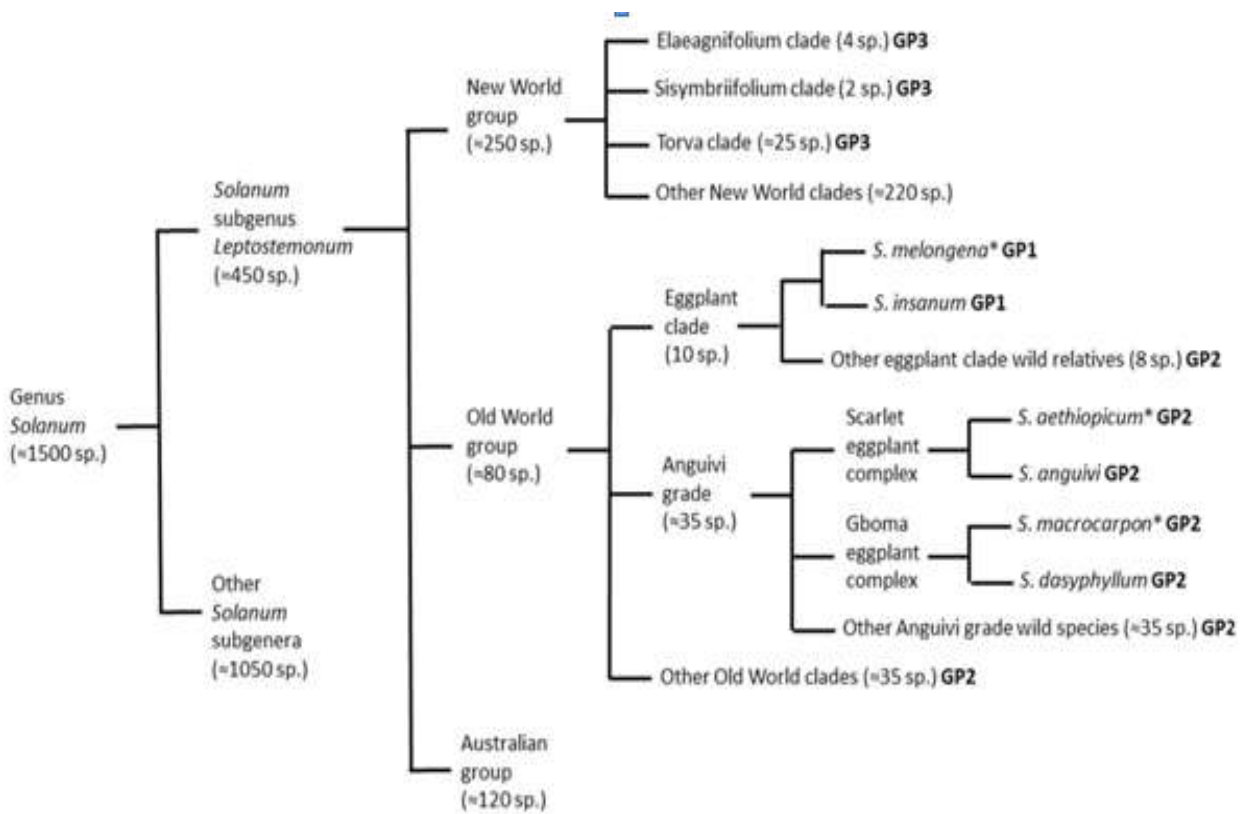 Genus
Solanum
(≈1500 sp.)
Solanum
subgenus
Leptostemonum
(≈450 sp.)
Other
Solanum
subgenera
(≈1050 sp.)
New World
group
(≈250 sp.)
Old World
group
(≈80 sp.)
Australian
group
(≈120 sp.)
Elaeagnifolium clade (4 sp.) GP3
Sisymbriifolium clade (2 sp.) GP3
Torva clade (≈25 sp.) GP3
Other New World clades (≈220 sp.)
Eggplant
clade
(10 sp.)
Anguivi
grade
(≈35 sp.)
Other Old World clades (≈35 sp.) GP2
S. melongena* GP1
S. insanum GP1
Other eggplant clade wild relatives (8 sp.) GP2
Scarlet
eggplant
complex
S. aethiopicum* GP2
S. anguivi GP2
Gboma
eggplant
complex
S. macrocarpon* GP2
S. dasyphyllum GP2
Other Anguivi grade wild species (≈35 sp.) GP2